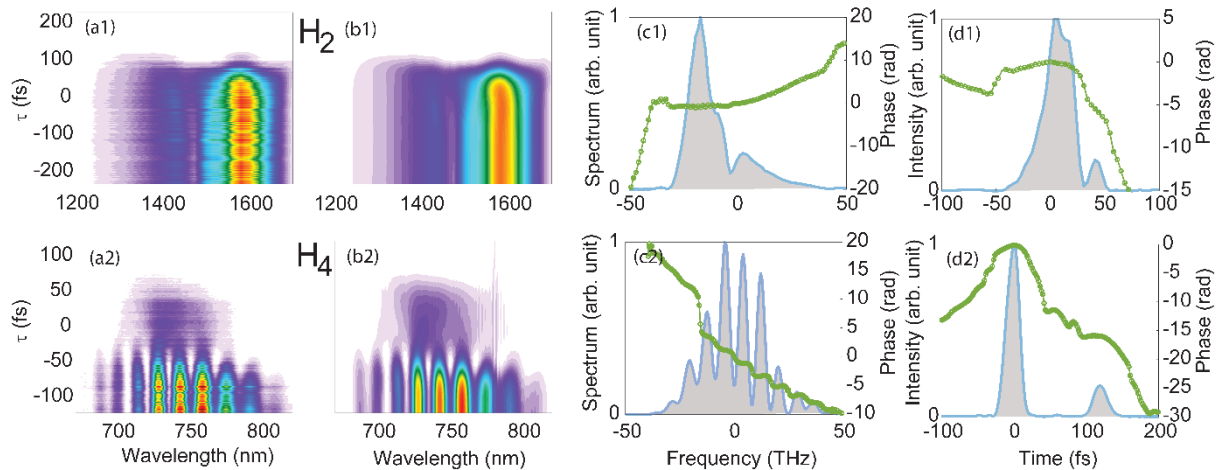 (a1)
H2
(b1)
(c1)
(d1)
τ (fs)
200
100
0
-100
-200
1200 1400 1600
1200 1400 1600
Spectrum (arb. unit)
1
0
-50 0 50
20
10
0
-10
-20
Phase (rad)
Intensity (arb. unit)
1
0
-100 -50 0 50 100
5
0
-5
-10
-15
Phase (rad)
(a2)
H4
(b2)
(c2)
(d2)
τ (fs)
100
50
0
-50
-100
700 750 800
Wavelength (nm)
700 750 800
Wavelength (nm)
Spectrum (arb. unit)
1
0
-50 0 50
Frequency (THz)
20
15
10
5
0
-5
-10
Phase (rad)
Intensity (arb. unit)
1
0
-100 0 100 200
Time (fs)
0
-5
-10
-15
-20
-25
-30
Phase (rad)